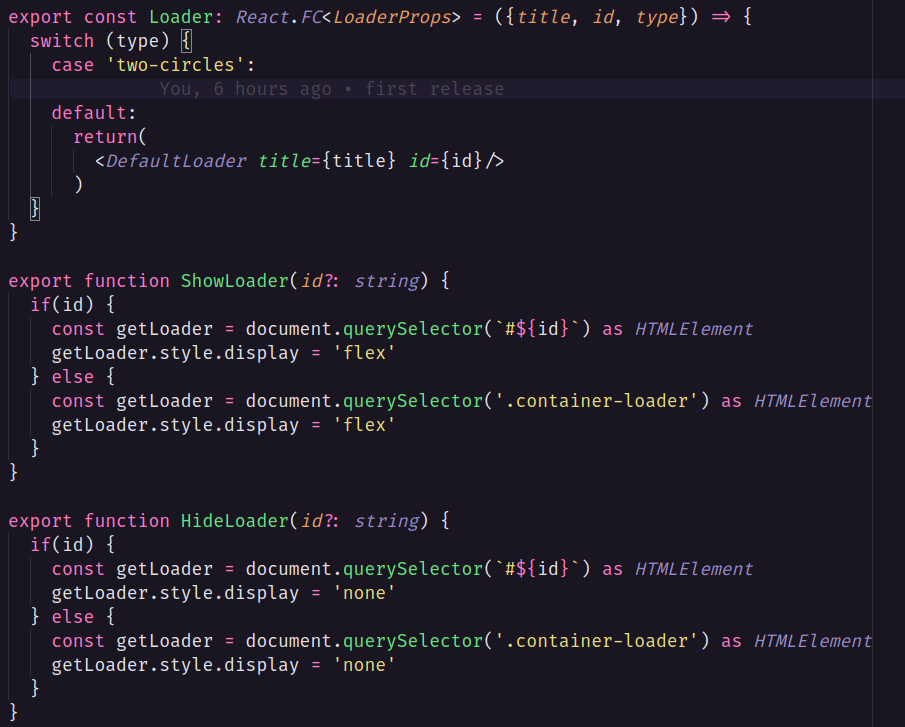 export const Loader: React.FC<LoaderProps> = ({title, id, type}) => {
  switch (type) {
    case 'two-circles':
              You, 6 hours ago • first release
    default:
      return(
        <DefaultLoader title={title} id={id}/>
      )
  }
}

export function ShowLoader(id?: string) {
  if(id) {
    const getLoader = document.querySelector(`#${id}`) as HTMLElement
    getLoader.style.display = 'flex'
  } else {
    const getLoader = document.querySelector('.container-loader') as HTMLElement
    getLoader.style.display = 'flex'
  }
}

export function HideLoader(id?: string) {
  if(id) {
    const getLoader = document.querySelector(`#${id}`) as HTMLElement
    getLoader.style.display = 'none'
  } else {
    const getLoader = document.querySelector('.container-loader') as HTMLElement
    getLoader.style.display = 'none'
  }
}